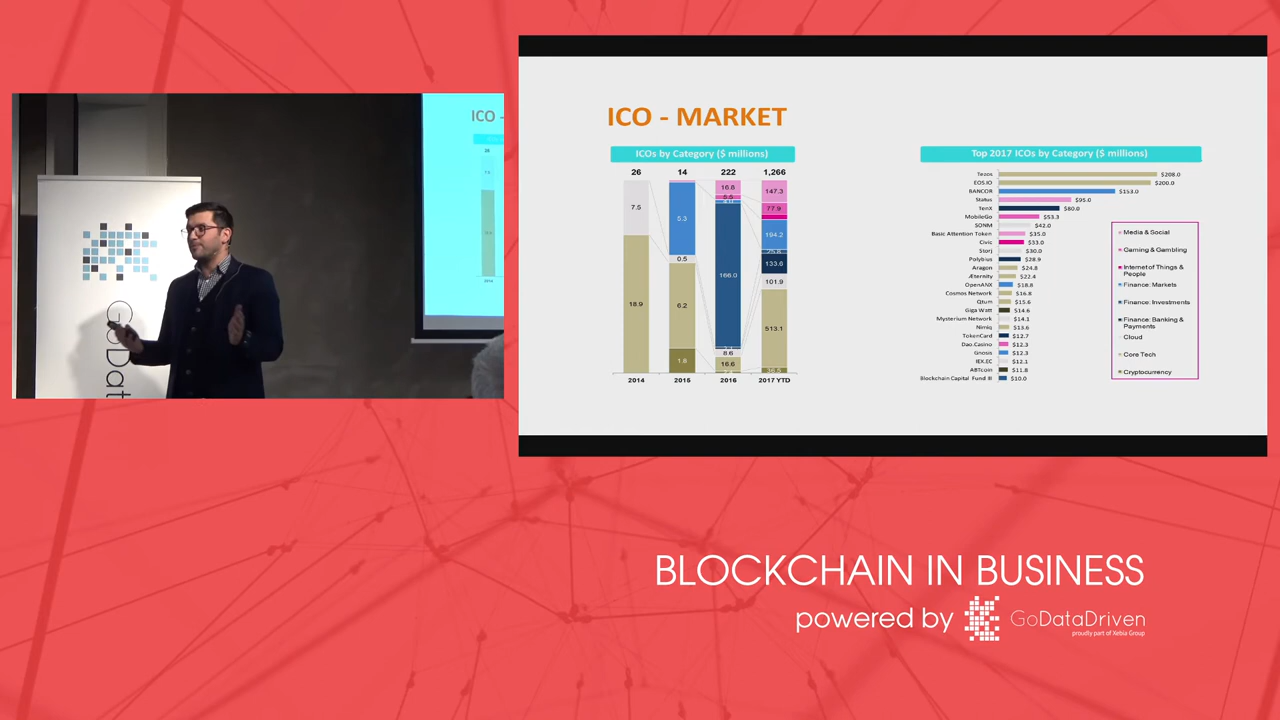 ICO -
26
GoDat
ICO - MARKET
ICOs by Category ($ millions)
26 14 222 1,266
7.5
18.9
5.3
0.5
6.2
1.8
16.8
166.0
8.6
16.6
147.3
77.9
194.2
25.8
133.6
101.9
513.1
36.5
2014 2015 2016 2017 YTD
Top 2017 ICOs by Category ($ millions)
Tezos $208.0
EOS.IO $200.0
BANCOR $153.0
Status $95.0
TenX $80.0
MobileGo $53.3
SONM $42.0
Basic Attention Token $35.0
Civic $33.0
Storj $30.0
Polybius $28.9
Aragon $24.8
Æternity $22.4
OpenANX $18.8
Cosmos Network $16.8
Qtum $15.6
Giga Watt $14.6
Mysterium Network $14.1
Nimiq $13.6
TokenCard $12.7
Dao.Casino $12.3
Gnosis $12.3
IEX.EC $12.1
ABTcoin $11.8
Blockchain Capital Fund III $10.0
Media & Social
Gaming & Gambling
Internet of Things &
People
Finance: Markets
Finance: Investments
Finance: Banking &
Payments
Cloud
Core Tech
Cryptocurrency
BLOCKCHAIN IN BUSINESS
powered by GoDataDriven
proudly part of Xebia Group